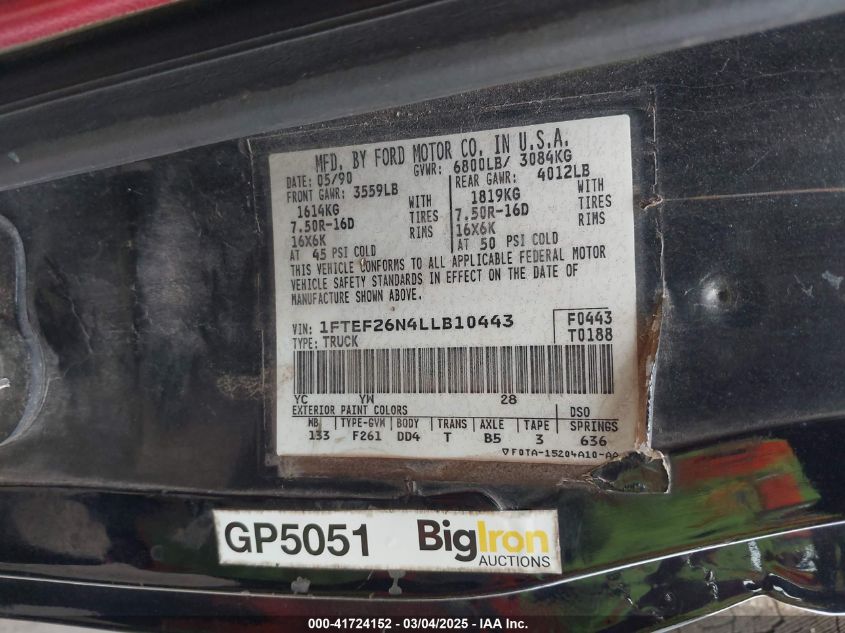 MFD. BY FORD MOTOR CO. IN U.S.A.
DATE: 05/90 GVWR: 6800LB/ 3084KG
FRONT GAWR: 3559LB REAR GAWR: 4012LB
1614KG WITH 1819KG WITH
7.50R-16D TIRES 7.50R-16D TIRES
16X6K RIMS 16X6K RIMS
AT 45 PSI COLD AT 50 PSI COLD
THIS VEHICLE CONFORMS TO ALL APPLICABLE FEDERAL MOTOR
VEHICLE SAFETY STANDARDS IN EFFECT ON THE DATE OF
MANUFACTURE SHOWN ABOVE.
VIN: 1FTEF26N4LLB10443 F0443
TYPE: TRUCK T0188
YC YW 28
EXTERIOR PAINT COLORS DSO
WB TYPE-GVM BODY TRANS AXLE TAPE SPRINGS
133 F261 DD4 T B5 3 636
▽F0TA-15204A10-AA
GP5051 BigIron
AUCTIONS
000-41724152 — 03/04/2025 - IAA Inc.